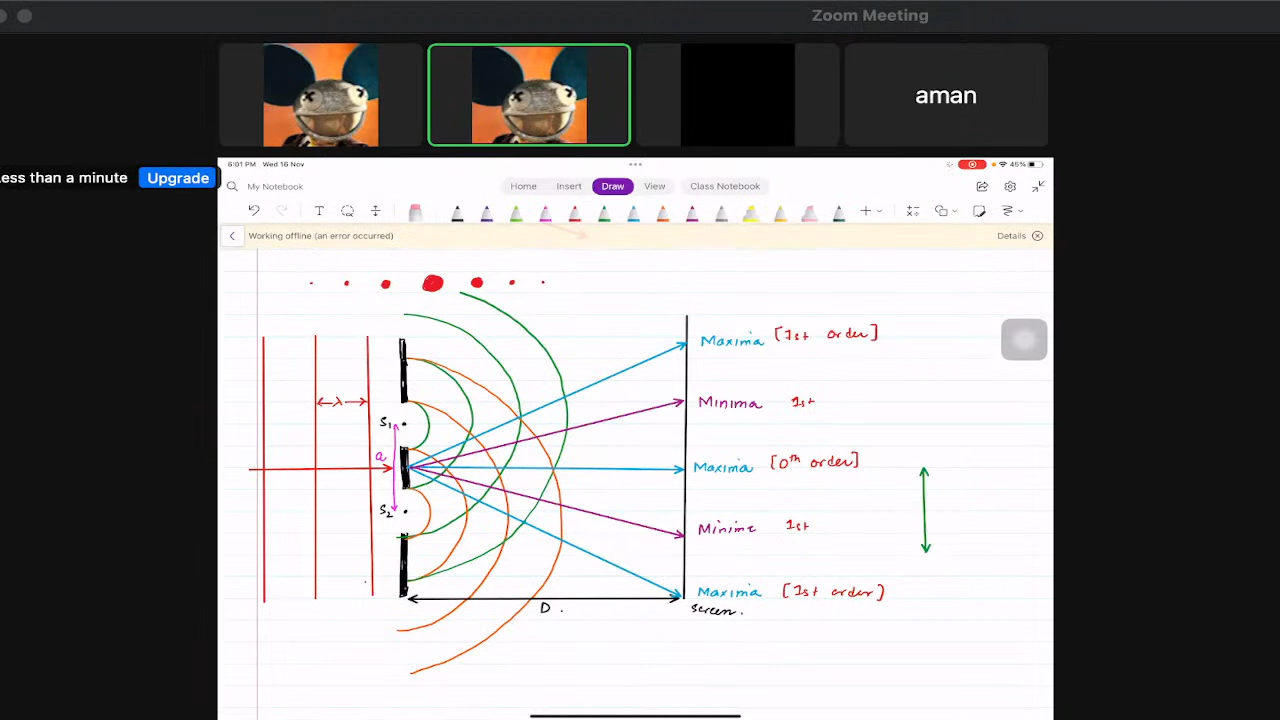 Zoom Meeting
aman
ess than a minute Upgrade
6:01 PM Wed 16 Nov
45%
My Notebook
Home Insert Draw View Class Notebook
T
Working offline (an error occurred)
Details
Maxima [1st order]
Minima 1st
λ
S1
a
Maxima [0th order]
S2
Minima 1st
Maxima [1st order]
D .
Screen.